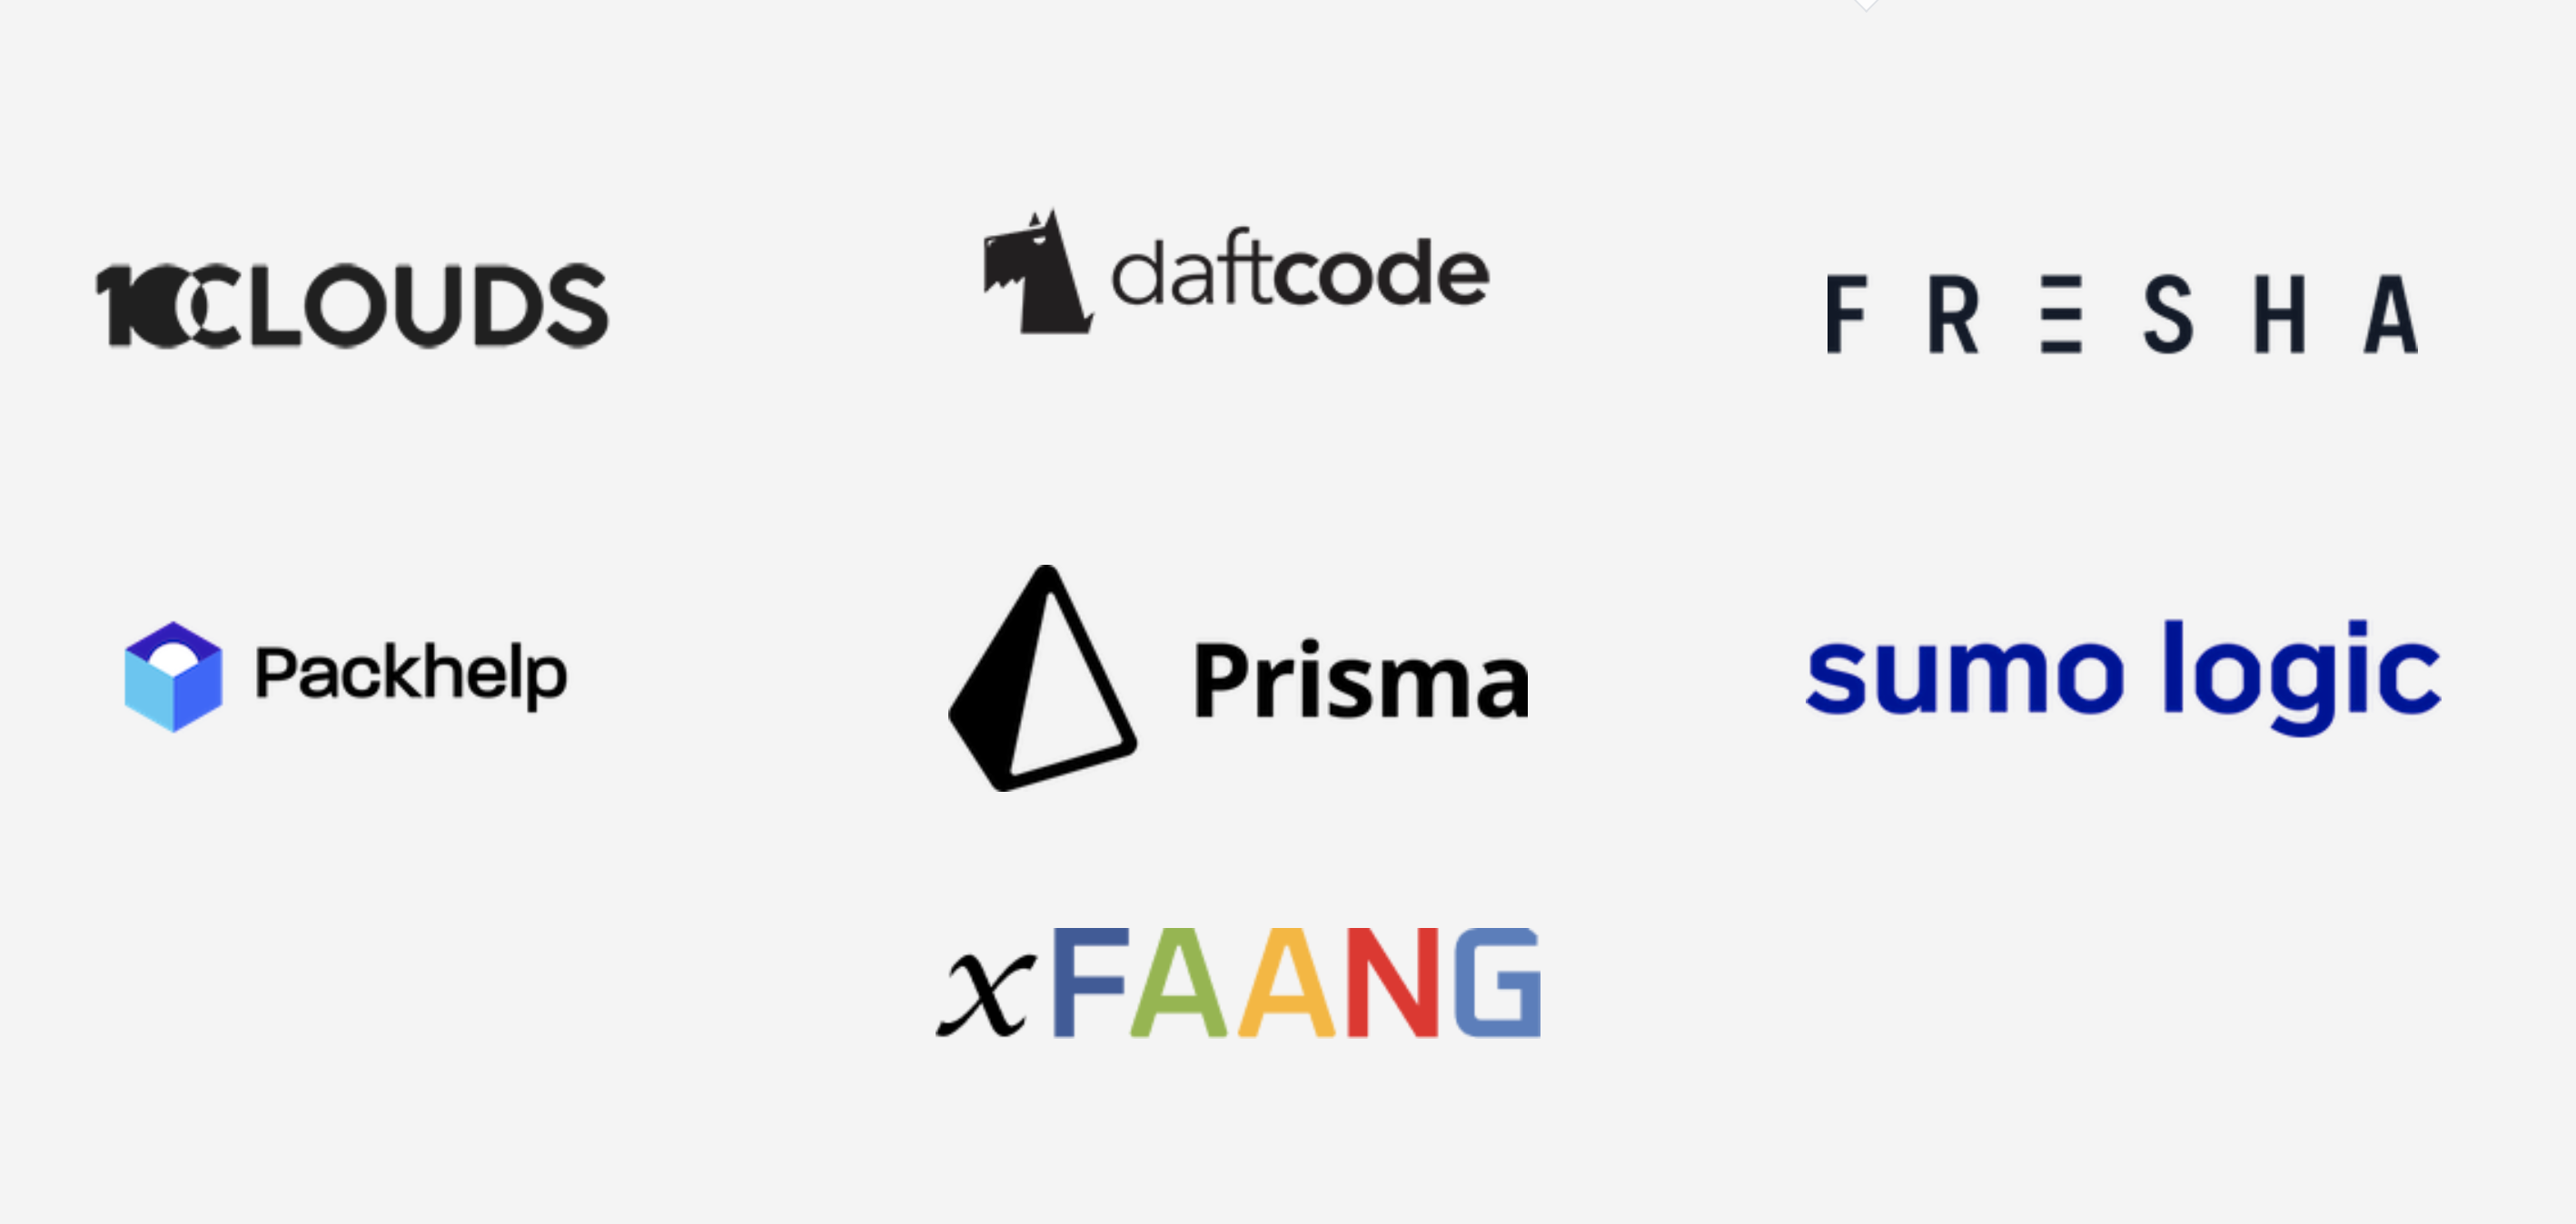 10CLOUDS
daftcode
FRESHA
Packhelp
Prisma
sumo logic
xFAANG